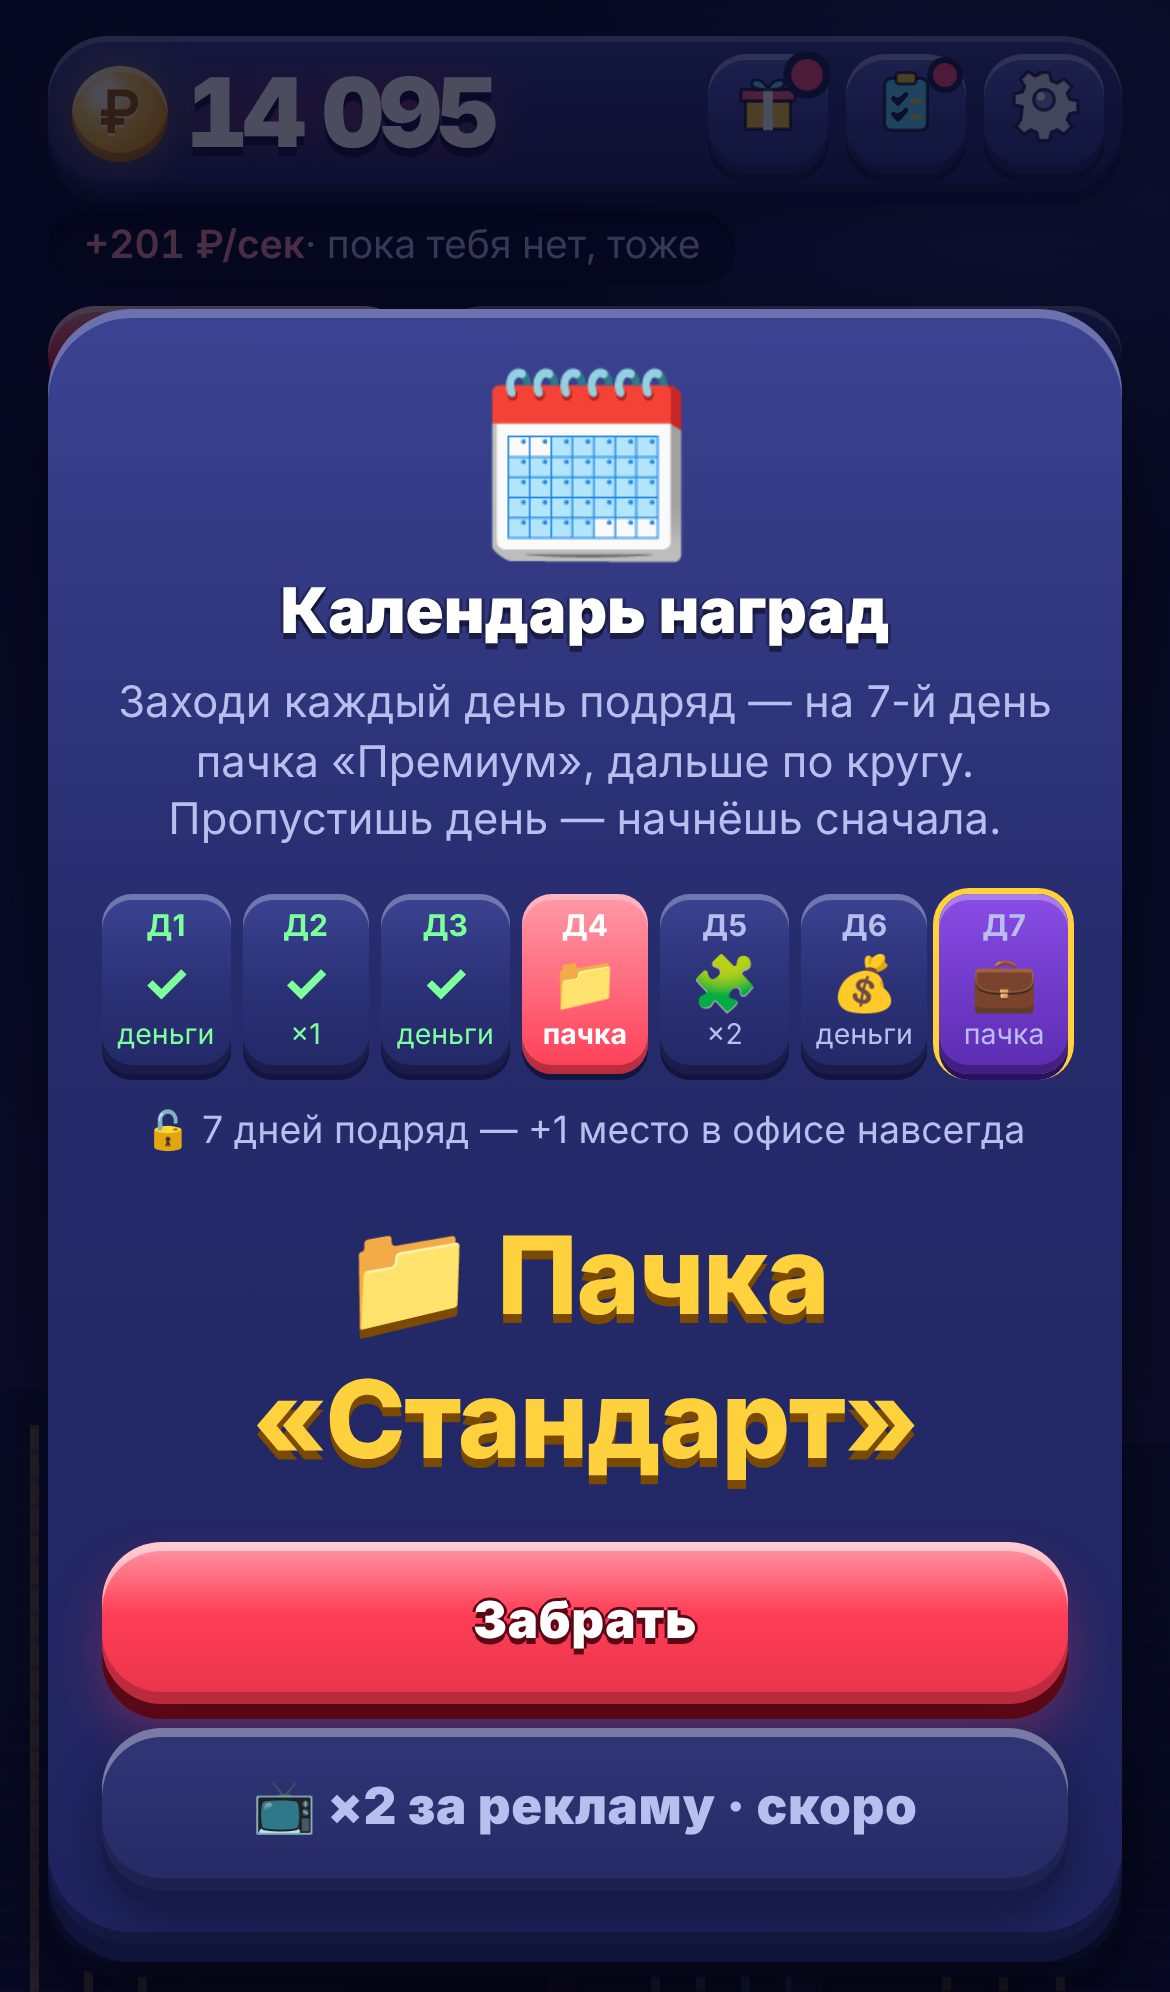 ₽ 14 095
+201 ₽/сек · пока тебя нет, тоже
Календарь наград
Заходи каждый день подряд — на 7-й день
пачка «Премиум», дальше по кругу.
Пропустишь день — начнёшь сначала.
Д1 Д2 Д3 Д4 Д5 Д6 Д7
деньги ×1 деньги пачка ×2 деньги пачка
7 дней подряд — +1 место в офисе навсегда
Пачка
«Стандарт»
Забрать
×2 за рекламу · скоро